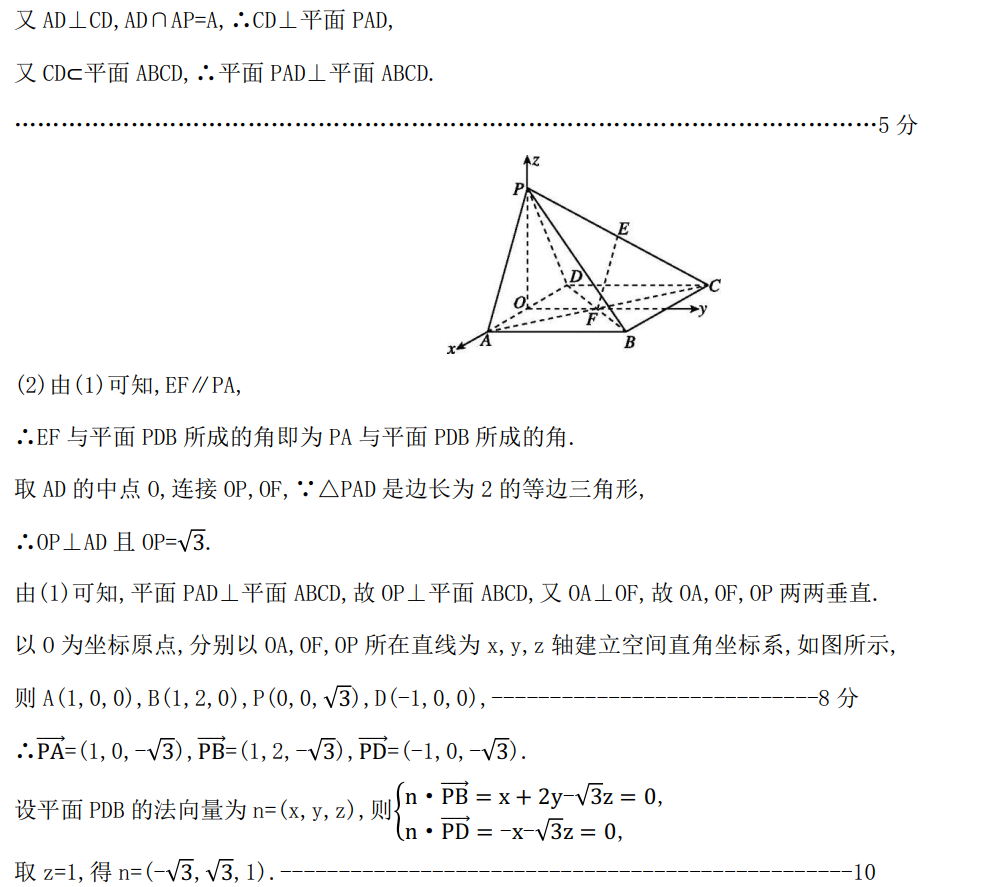 又 AD⊥CD,AD∩AP=A,∴CD⊥平面 PAD,
又 CD⊂平面 ABCD,∴平面 PAD⊥平面 ABCD.
…………………………………………………………………………………………………5 分
z
P
E
D
C
O
F
y
x
A
B
(2)由(1)可知,EF∥PA,
∴EF 与平面 PDB 所成的角即为 PA 与平面 PDB 所成的角.
取 AD 的中点 O,连接 OP,OF,∵△PAD 是边长为 2 的等边三角形,
∴OP⊥AD 且 OP=√3.
由(1)可知,平面 PAD⊥平面 ABCD,故 OP⊥平面 ABCD,又 OA⊥OF,故 OA,OF,OP 两两垂直.
以 O 为坐标原点,分别以 OA,OF,OP 所在直线为 x,y,z 轴建立空间直角坐标系,如图所示,
则 A(1,0,0),B(1,2,0),P(0,0,√3),D(-1,0,0),----------------------------8 分
∴PA→=(1,0,-√3),PB→=(1,2,-√3),PD→=(-1,0,-√3).
设平面 PDB 的法向量为 n=(x,y,z),则{n·PB→=x+2y-√3z=0,
n·PD→=-x-√3z=0,
取 z=1,得 n=(-√3,√3,1).-------------------------------------------------10